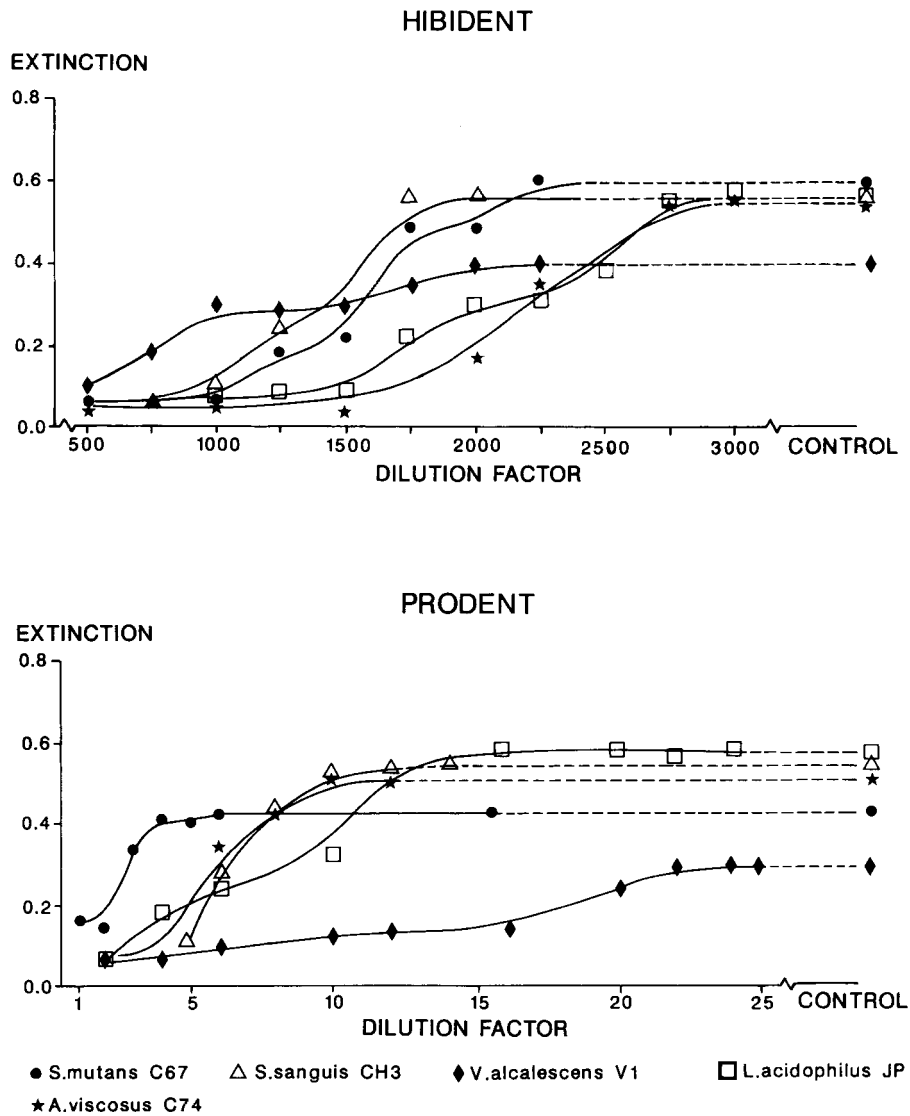 HIBIDENT
EXTINCTION
0.8
0.6
0.4
0.2
0.0
500 1000 1500 2000 2500 3000 CONTROL
DILUTION FACTOR
PRODENT
EXTINCTION
0.8
0.6
0.4
0.2
0.0
1 5 10 15 20 25 CONTROL
DILUTION FACTOR
S.mutans C67 S.sanguis CH3 V.alcalescens V1 L.acidophilus JP
A.viscosus C74